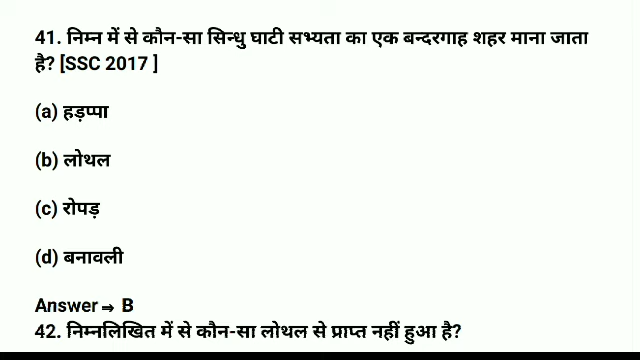 41. निम्न में से कौन-सा सिन्धु घाटी सभ्यता का एक बन्दरगाह शहर माना जाता
है? [SSC 2017 ]
(a) हड़प्पा
(b) लोथल
(c) रोपड़
(d) बनावली
Answer → B
42. निम्नलिखित में से कौन-सा लोथल से प्राप्त नहीं हुआ है?